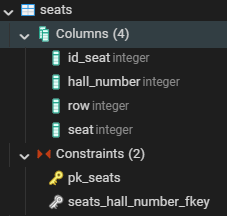 seats
Columns (4)
id_seat integer
hall_number integer
row integer
seat integer
Constraints (2)
pk_seats
seats_hall_number_fkey